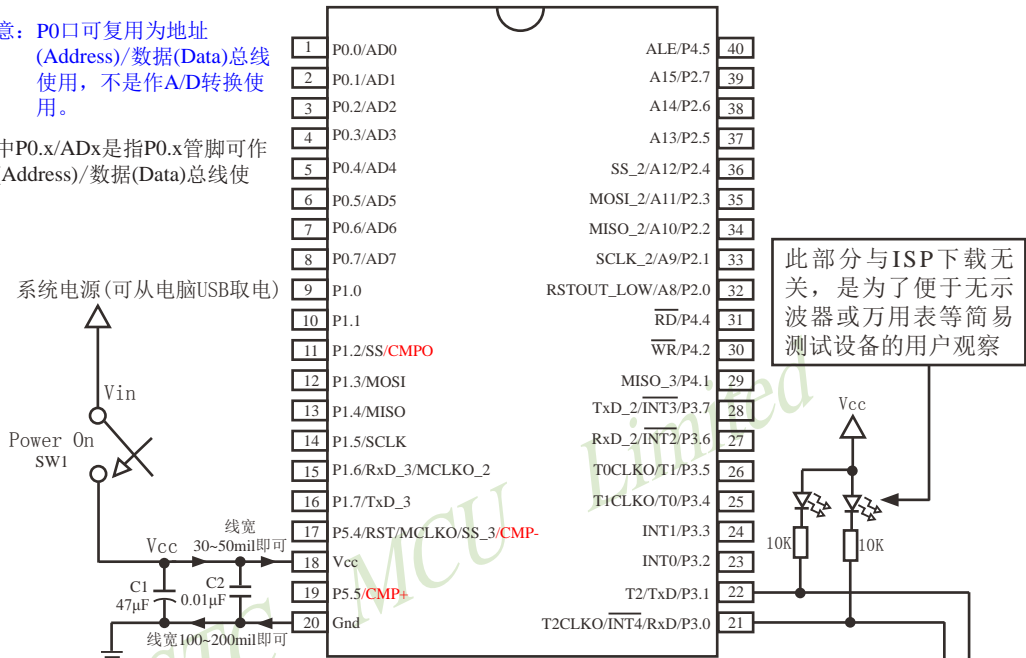 意：P0口可复用为地址
(Address)/数据(Data)总线
使用，不是作A/D转换使
用。
中P0.x/ADx是指P0.x管脚可作
(Address)/数据(Data)总线使
系统电源(可从电脑USB取电)
Vin
Power On
SW1
Vcc
线宽
30~50mil即可
C1
47μF
C2
0.01μF
线宽100~200mil即可
1 P0.0/AD0
2 P0.1/AD1
3 P0.2/AD2
4 P0.3/AD3
5 P0.4/AD4
6 P0.5/AD5
7 P0.6/AD6
8 P0.7/AD7
9 P1.0
10 P1.1
11 P1.2/SS/CMPO
12 P1.3/MOSI
13 P1.4/MISO
14 P1.5/SCLK
15 P1.6/RxD_3/MCLKO_2
16 P1.7/TxD_3
17 P5.4/RST/MCLKO/SS_3/CMP-
18 Vcc
19 P5.5/CMP+
20 Gnd
ALE/P4.5 40
A15/P2.7 39
A14/P2.6 38
A13/P2.5 37
SS_2/A12/P2.4 36
MOSI_2/A11/P2.3 35
MISO_2/A10/P2.2 34
SCLK_2/A9/P2.1 33
RSTOUT_LOW/A8/P2.0 32
RD/P4.4 31
WR/P4.2 30
MISO_3/P4.1 29
TxD_2/INT3/P3.7 28
RxD_2/INT2/P3.6 27
T0CLKO/T1/P3.5 26
T1CLKO/T0/P3.4 25
INT1/P3.3 24
INT0/P3.2 23
T2/TxD/P3.1 22
T2CLKO/INT4/RxD/P3.0 21
此部分与ISP下载无
关，是为了便于无示
波器或万用表等简易
测试设备的用户观察
Vcc
10K
10K
STC MCU Limited